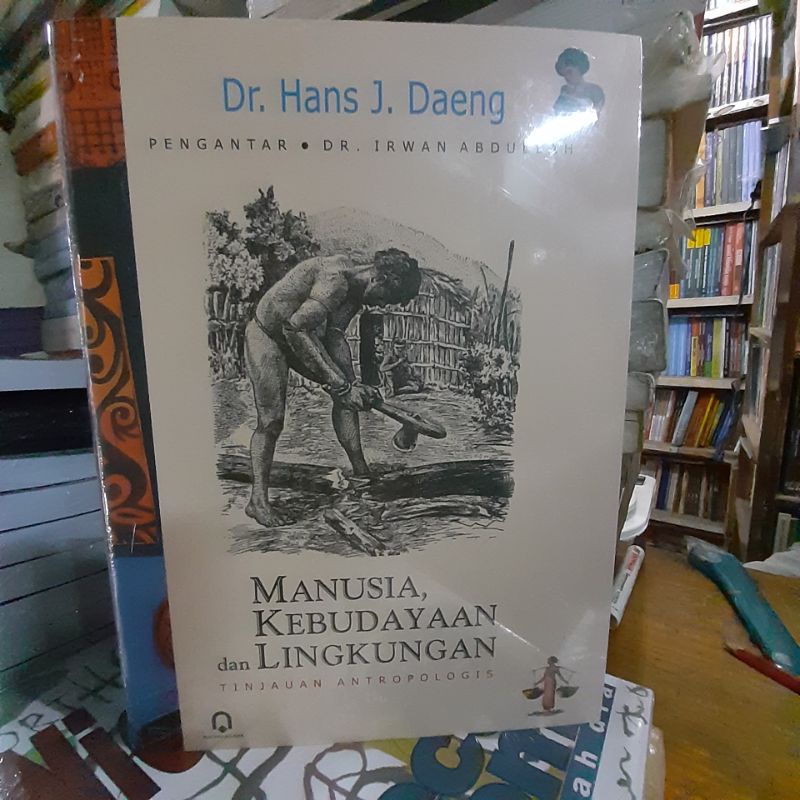 Dr. Hans J. Daeng
PENGANTAR • DR. IRWAN ABDULLAH
MANUSIA,
KEBUDAYAAN
dan LINGKUNGAN
TINJAUAN ANTROPOLOGIS